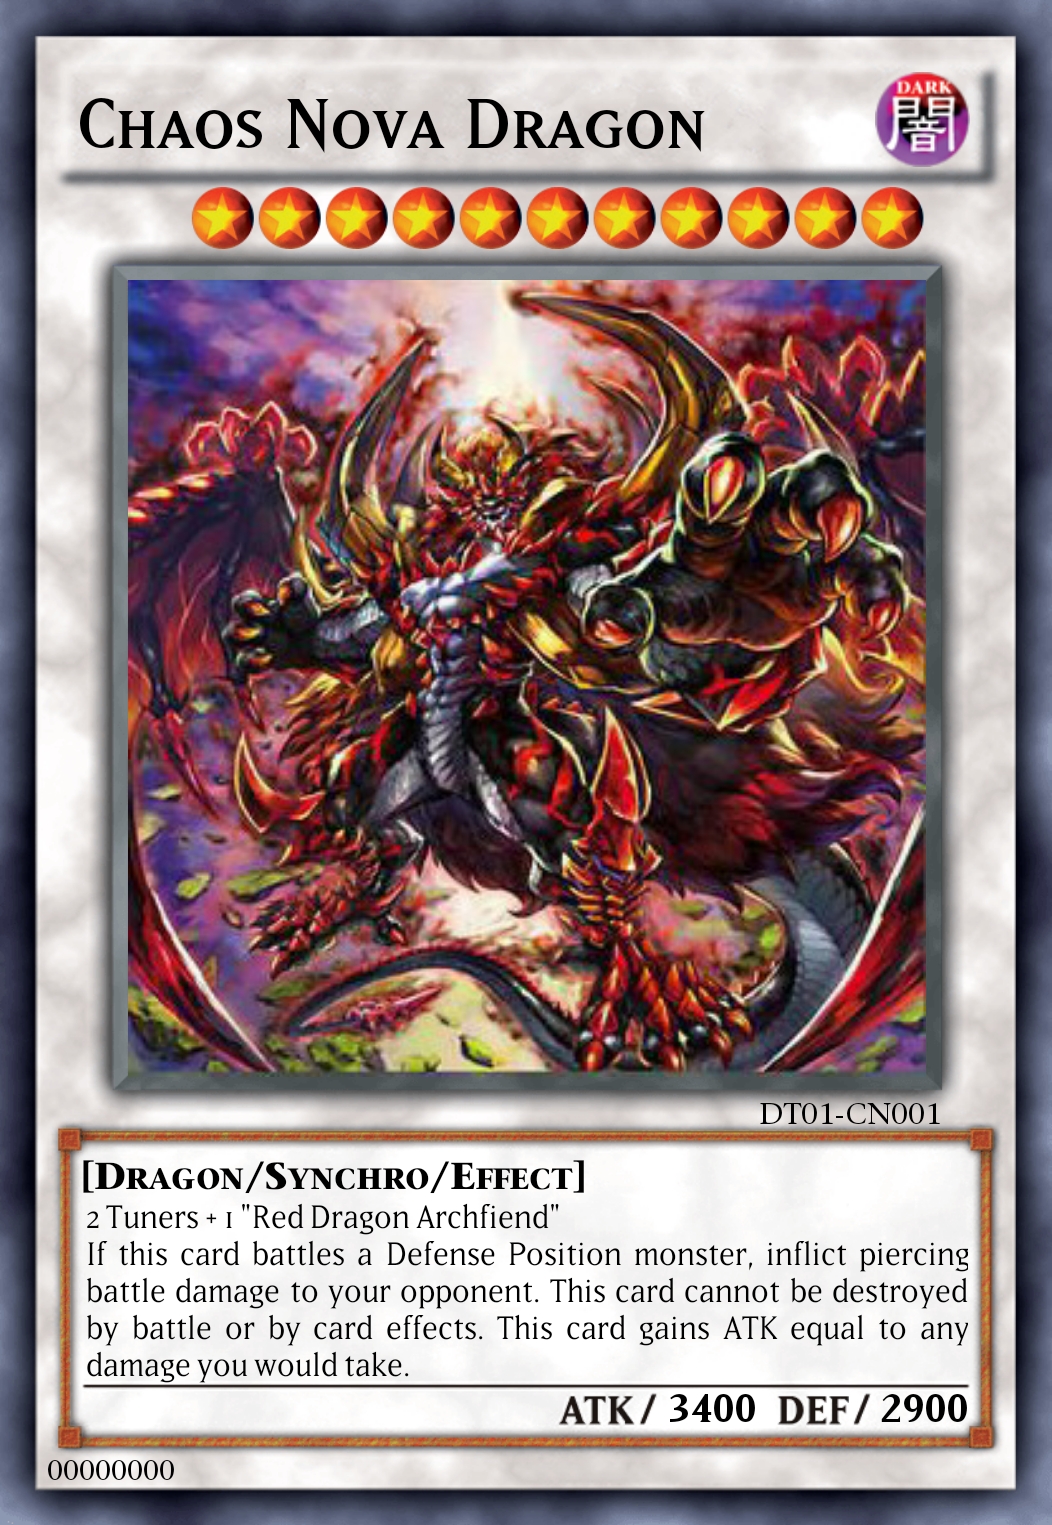 Chaos Nova Dragon
DARK
闇
DT01-CN001
[Dragon/Synchro/Effect]
2 Tuners + 1 "Red Dragon Archfiend"
If this card battles a Defense Position monster, inflict piercing
battle damage to your opponent. This card cannot be destroyed
by battle or by card effects. This card gains ATK equal to any
damage you would take.
ATK/ 3400 DEF/ 2900
00000000